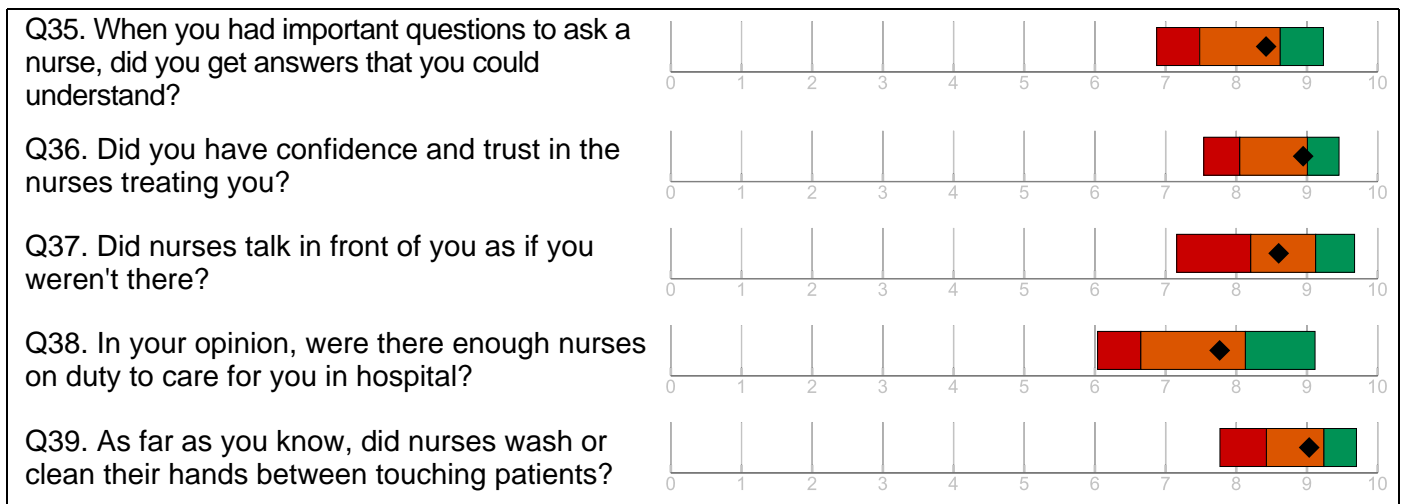 Q35. When you had important questions to ask a
nurse, did you get answers that you could
understand?
0 1 2 3 4 5 6 7 8 9 10
Q36. Did you have confidence and trust in the
nurses treating you?
0 1 2 3 4 5 6 7 8 9 10
Q37. Did nurses talk in front of you as if you
weren't there?
0 1 2 3 4 5 6 7 8 9 10
Q38. In your opinion, were there enough nurses
on duty to care for you in hospital?
0 1 2 3 4 5 6 7 8 9 10
Q39. As far as you know, did nurses wash or
clean their hands between touching patients?
0 1 2 3 4 5 6 7 8 9 10